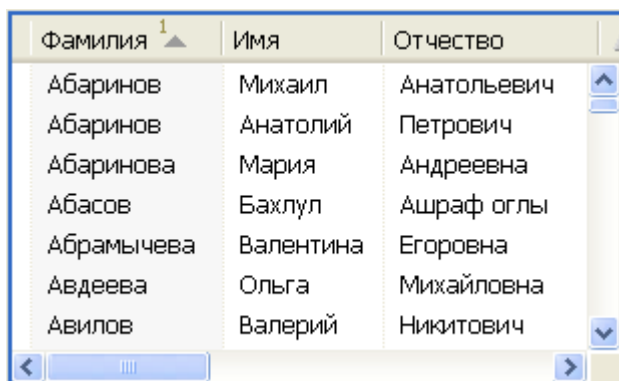 Фамилия 1 Имя Отчество
Абаринов Михаил Анатольевич
Абаринов Анатолий Петрович
Абаринова Мария Андреевна
Абасов Бахлул Ашраф оглы
Абрамычева Валентина Егоровна
Авдеева Ольга Михайловна
Авилов Валерий Никитович